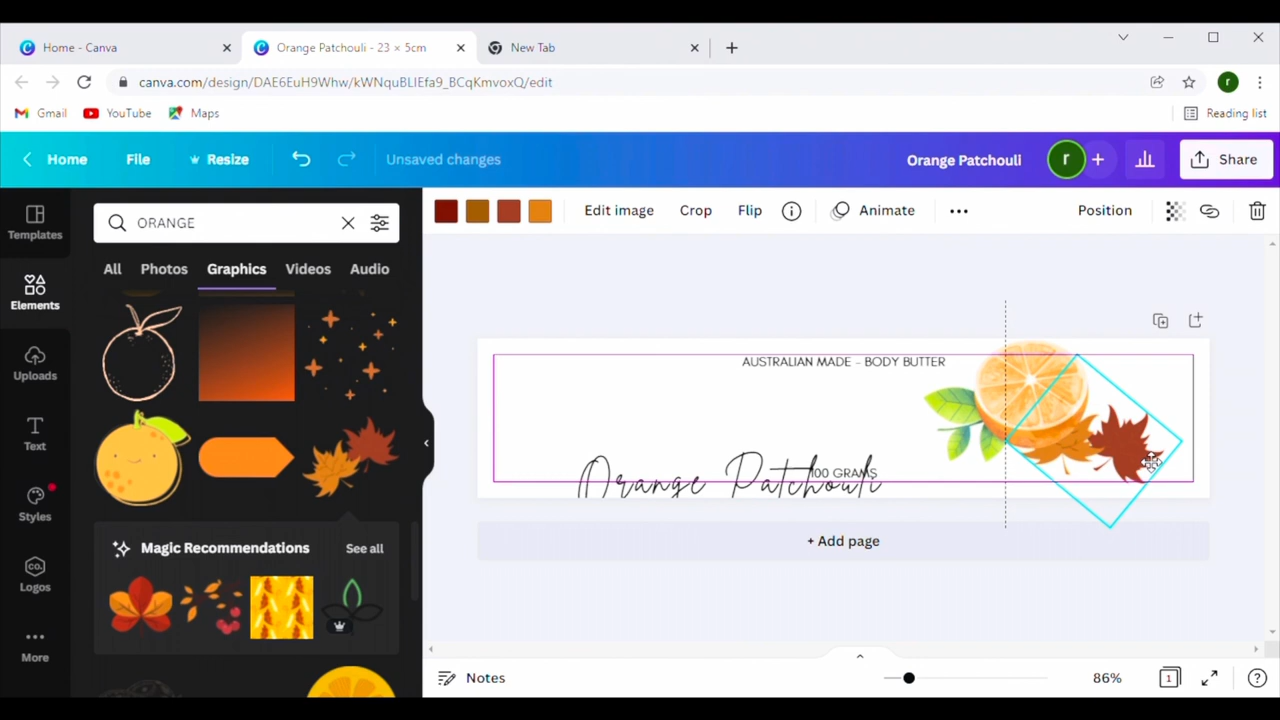 Home - Canva
Orange Patchouli - 23 × 5cm
New Tab
canva.com/design/DAE6EuH9Whw/kWNquBLIEfa9_BCqKmvoxQ/edit
r
Gmail
YouTube
Maps
Reading list
Home
File
Resize
Unsaved changes
Orange Patchouli
r
Share
Templates
Elements
Uploads
Text
Styles
CO.
Logos
More
ORANGE
All
Photos
Graphics
Videos
Audio
Magic Recommendations
See all
Edit image
Crop
Flip
Animate
Position
AUSTRALIAN MADE - BODY BUTTER
100 GRAMS
Orange Patchouli
+ Add page
Notes
86%
1